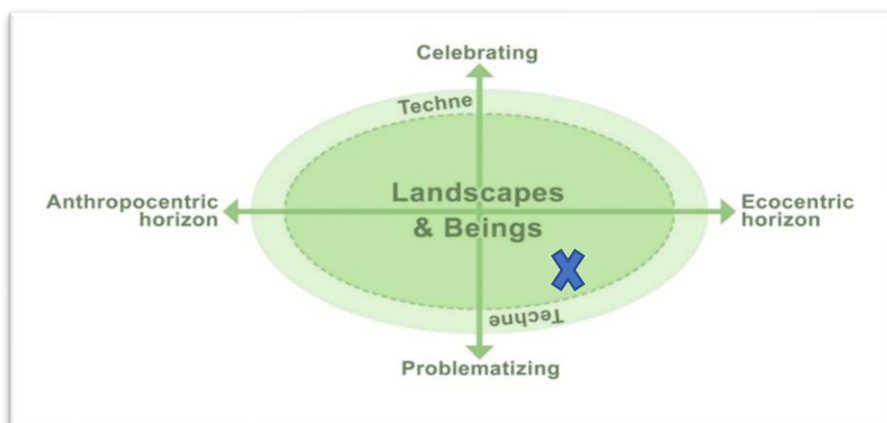 Celebrating
Techne
Landscapes
& Beings
Anthropocentric
horizon
Ecocentric
horizon
Techne
Problematizing